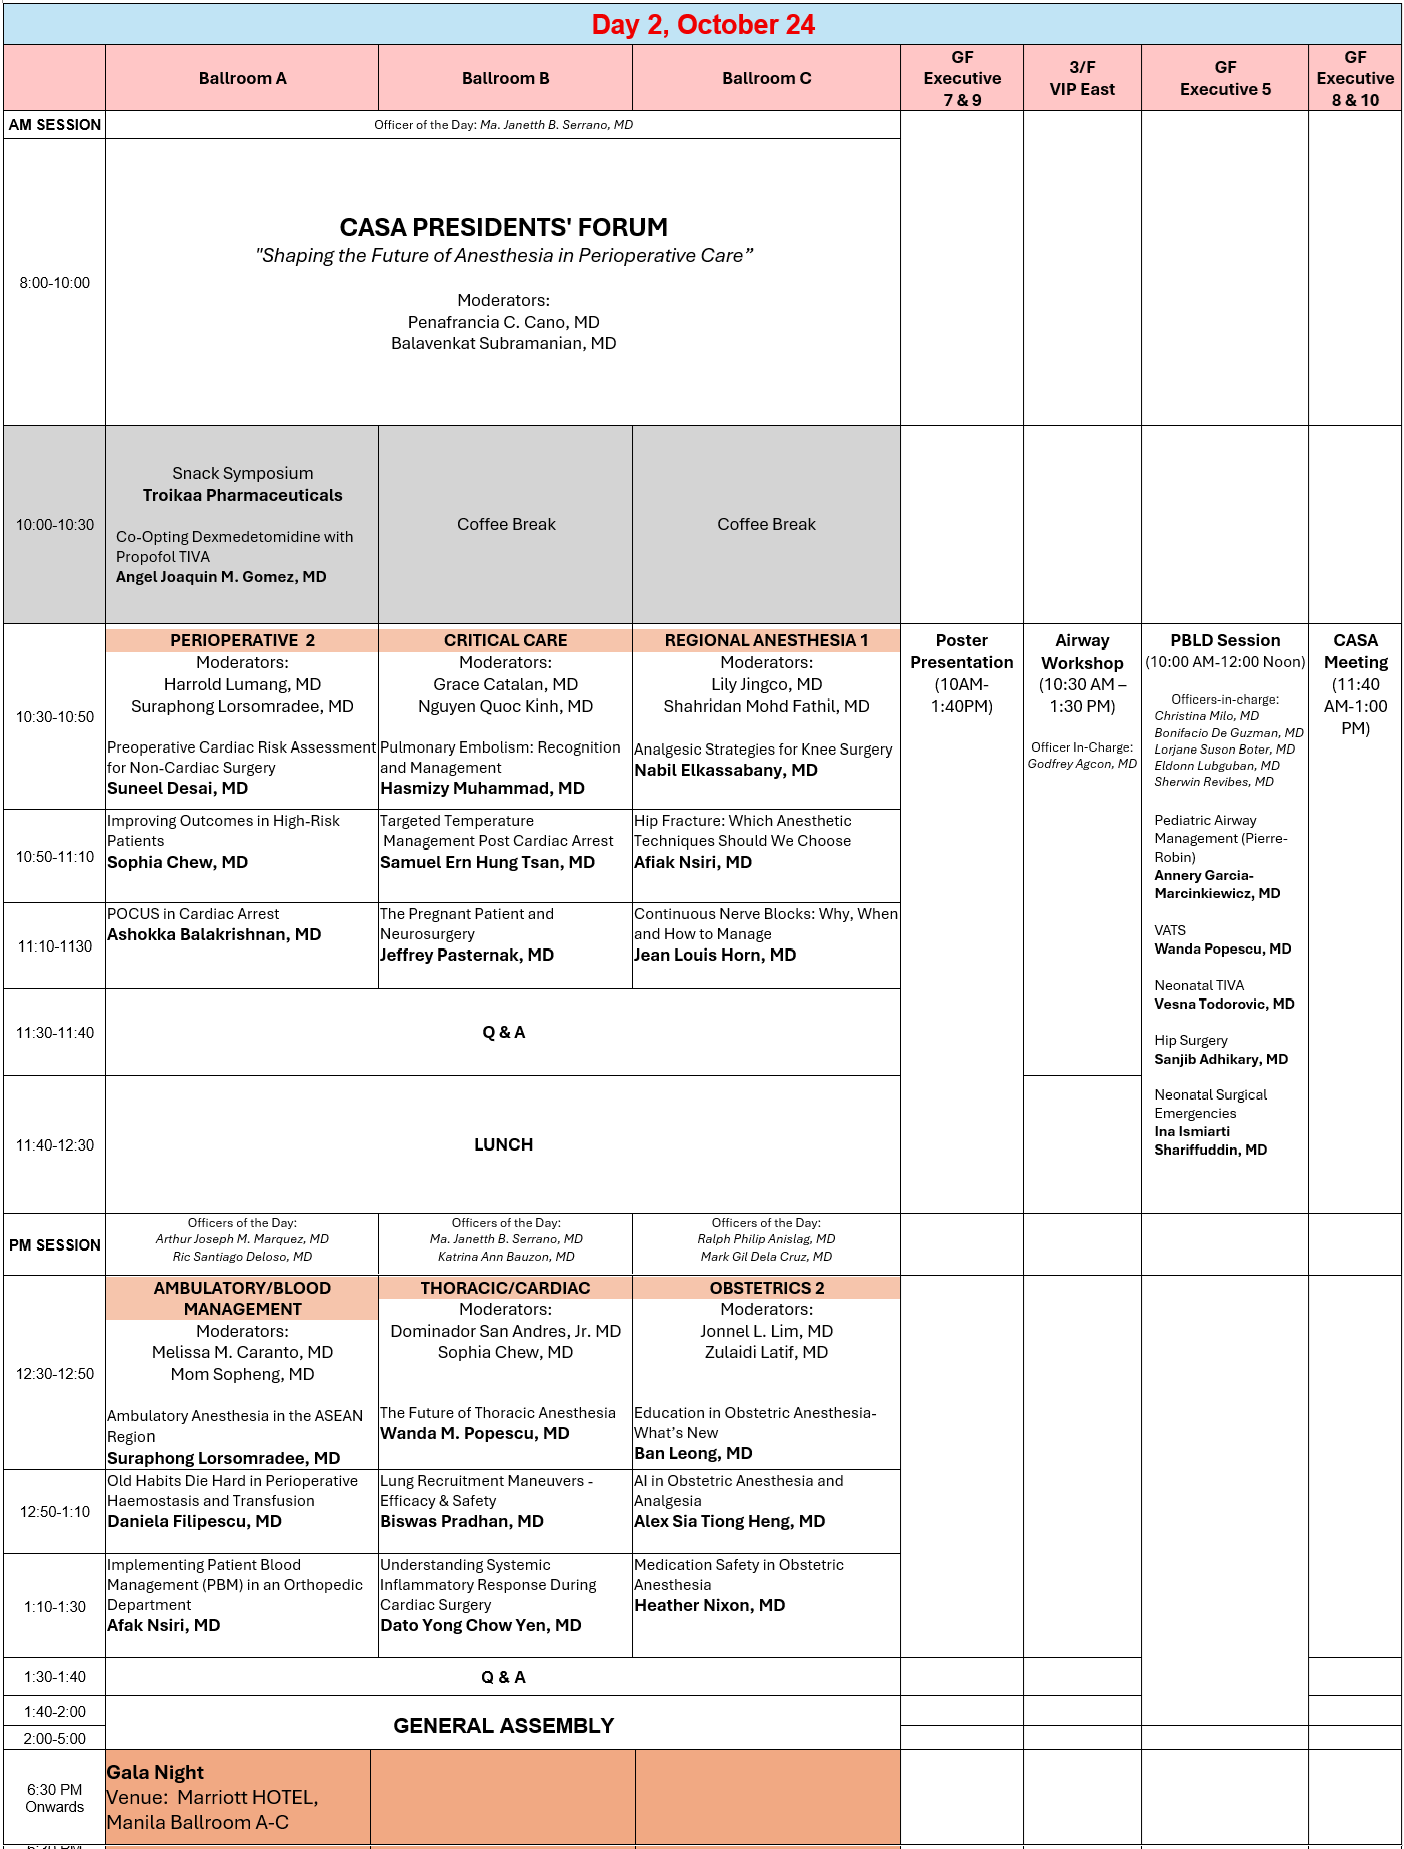 Day 2, October 24
Ballroom A
Ballroom B
Ballroom C
GF
Executive
7 & 9
3/F
VIP East
GF
Executive 5
GF
Executive
8 & 10
AM SESSION
Officer of the Day: Ma. Janetth B. Serrano, MD
8:00-10:00
CASA PRESIDENTS' FORUM
"Shaping the Future of Anesthesia in Perioperative Care”
Moderators:
Penafrancia C. Cano, MD
Balavenkat Subramanian, MD
10:00-10:30
Snack Symposium
Troikaa Pharmaceuticals
Co-Opting Dexmedetomidine with
Propofol TIVA
Angel Joaquin M. Gomez, MD
Coffee Break
Coffee Break
10:30-10:50
PERIOPERATIVE 2
Moderators:
Harrold Lumang, MD
Suraphong Lorsomradee, MD
Preoperative Cardiac Risk Assessment
for Non-Cardiac Surgery
Suneel Desai, MD
CRITICAL CARE
Moderators:
Grace Catalan, MD
Nguyen Quoc Kinh, MD
Pulmonary Embolism: Recognition
and Management
Hasmizy Muhammad, MD
REGIONAL ANESTHESIA 1
Moderators:
Lily Jingco, MD
Shahridan Mohd Fathil, MD
Analgesic Strategies for Knee Surgery
Nabil Elkassabany, MD
Poster
Presentation
(10AM-
1:40PM)
Airway
Workshop
(10:30 AM –
1:30 PM)
Officer In-Charge:
Godfrey Agcon, MD
PBLD Session
(10:00 AM-12:00 Noon)
Officers-in-charge:
Christina Milo, MD
Bonifacio De Guzman, MD
Lorjane Suson Boter, MD
Eldonn Lubguban, MD
Sherwin Revibes, MD
Pediatric Airway
Management (Pierre-
Robin)
Annery Garcia-
Marcinkiewicz, MD
VATS
Wanda Popescu, MD
Neonatal TIVA
Vesna Todorovic, MD
Hip Surgery
Sanjib Adhikary, MD
Neonatal Surgical
Emergencies
Ina Ismiarti
Shariffuddin, MD
CASA
Meeting
(11:40
AM-1:00
PM)
10:50-11:10
Improving Outcomes in High-Risk
Patients
Sophia Chew, MD
Targeted Temperature
Management Post Cardiac Arrest
Samuel Ern Hung Tsan, MD
Hip Fracture: Which Anesthetic
Techniques Should We Choose
Afiak Nsiri, MD
11:10-1130
POCUS in Cardiac Arrest
Ashokka Balakrishnan, MD
The Pregnant Patient and
Neurosurgery
Jeffrey Pasternak, MD
Continuous Nerve Blocks: Why, When
and How to Manage
Jean Louis Horn, MD
11:30-11:40
Q & A
11:40-12:30
LUNCH
PM SESSION
Officers of the Day:
Arthur Joseph M. Marquez, MD
Ric Santiago Deloso, MD
Officers of the Day:
Ma. Janetth B. Serrano, MD
Katrina Ann Bauzon, MD
Officers of the Day:
Ralph Philip Anislag, MD
Mark Gil Dela Cruz, MD
12:30-12:50
AMBULATORY/BLOOD
MANAGEMENT
Moderators:
Melissa M. Caranto, MD
Mom Sopheng, MD
Ambulatory Anesthesia in the ASEAN
Region
Suraphong Lorsomradee, MD
THORACIC/CARDIAC
Moderators:
Dominador San Andres, Jr. MD
Sophia Chew, MD
The Future of Thoracic Anesthesia
Wanda M. Popescu, MD
OBSTETRICS 2
Moderators:
Jonnel L. Lim, MD
Zulaidi Latif, MD
Education in Obstetric Anesthesia-
What’s New
Ban Leong, MD
12:50-1:10
Old Habits Die Hard in Perioperative
Haemostasis and Transfusion
Daniela Filipescu, MD
Lung Recruitment Maneuvers -
Efficacy & Safety
Biswas Pradhan, MD
AI in Obstetric Anesthesia and
Analgesia
Alex Sia Tiong Heng, MD
1:10-1:30
Implementing Patient Blood
Management (PBM) in an Orthopedic
Department
Afak Nsiri, MD
Understanding Systemic
Inflammatory Response During
Cardiac Surgery
Dato Yong Chow Yen, MD
Medication Safety in Obstetric
Anesthesia
Heather Nixon, MD
1:30-1:40
Q & A
1:40-2:00
2:00-5:00
GENERAL ASSEMBLY
6:30 PM
Onwards
Gala Night
Venue: Marriott HOTEL,
Manila Ballroom A-C